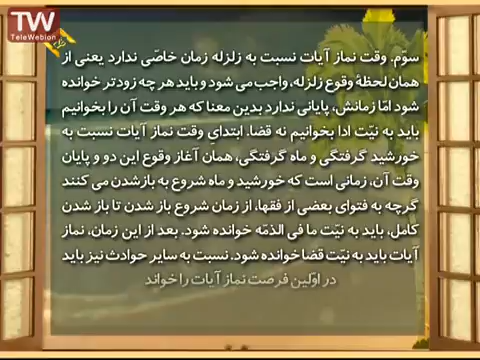 TW
TeleWebion
سوّم. وقت نماز آیات نسبت به زلزله زمان خاصّی ندارد یعنی از
همان لحظهٔ وقوع زلزله، واجب می شود و باید هر چه زودتر خوانده
شود امّا زمانش، پایانی ندارد بدین معنا که هر وقت آن را بخوانیم
باید به نیّت ادا بخوانیم نه قضا. ابتدایِ وقت نماز آیات نسبت به
خورشید گرفتگی و ماه گرفتگی، همان آغاز وقوع این دو و پایان
وقت آن، زمانی است که خورشید و ماه شروع به بازشدن می کنند
گرچه به فتوای بعضی از فقها، از زمان شروع باز شدن تا باز شدن
کامل، باید به نیّت ما فی الذمّه خوانده شود. بعد از این زمان، نماز
آیات باید به نیّت قضا خوانده شود. نسبت به سایر حوادث نیز باید
در اوّلین فرصت نماز آیات را خواند